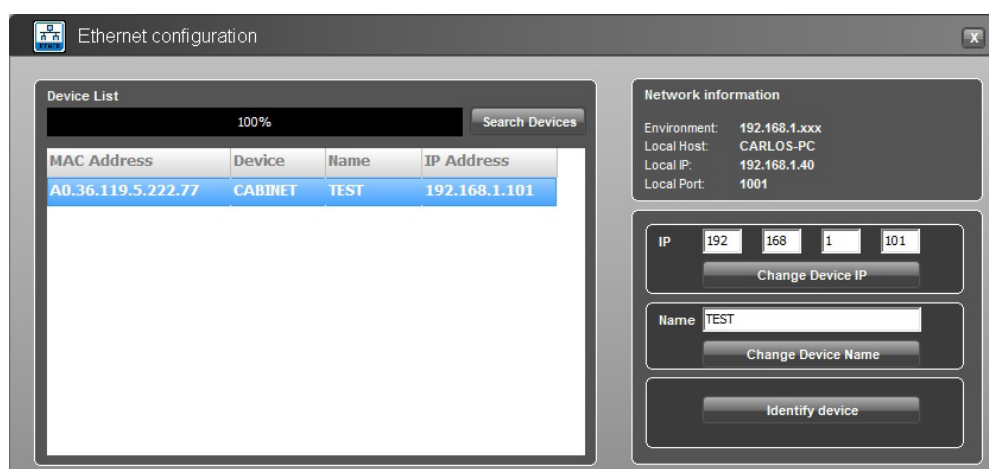 Ethernet configuration
X
Device List
100%
Search Devices
MAC Address Device Name IP Address
A0.36.119.5.222.77 CABINET TEST 192.168.1.101
Network information
Environment: 192.168.1.xxx
Local Host: CARLOS-PC
Local IP: 192.168.1.40
Local Port: 1001
IP 192 168 1 101
Change Device IP
Name TEST
Change Device Name
Identify device